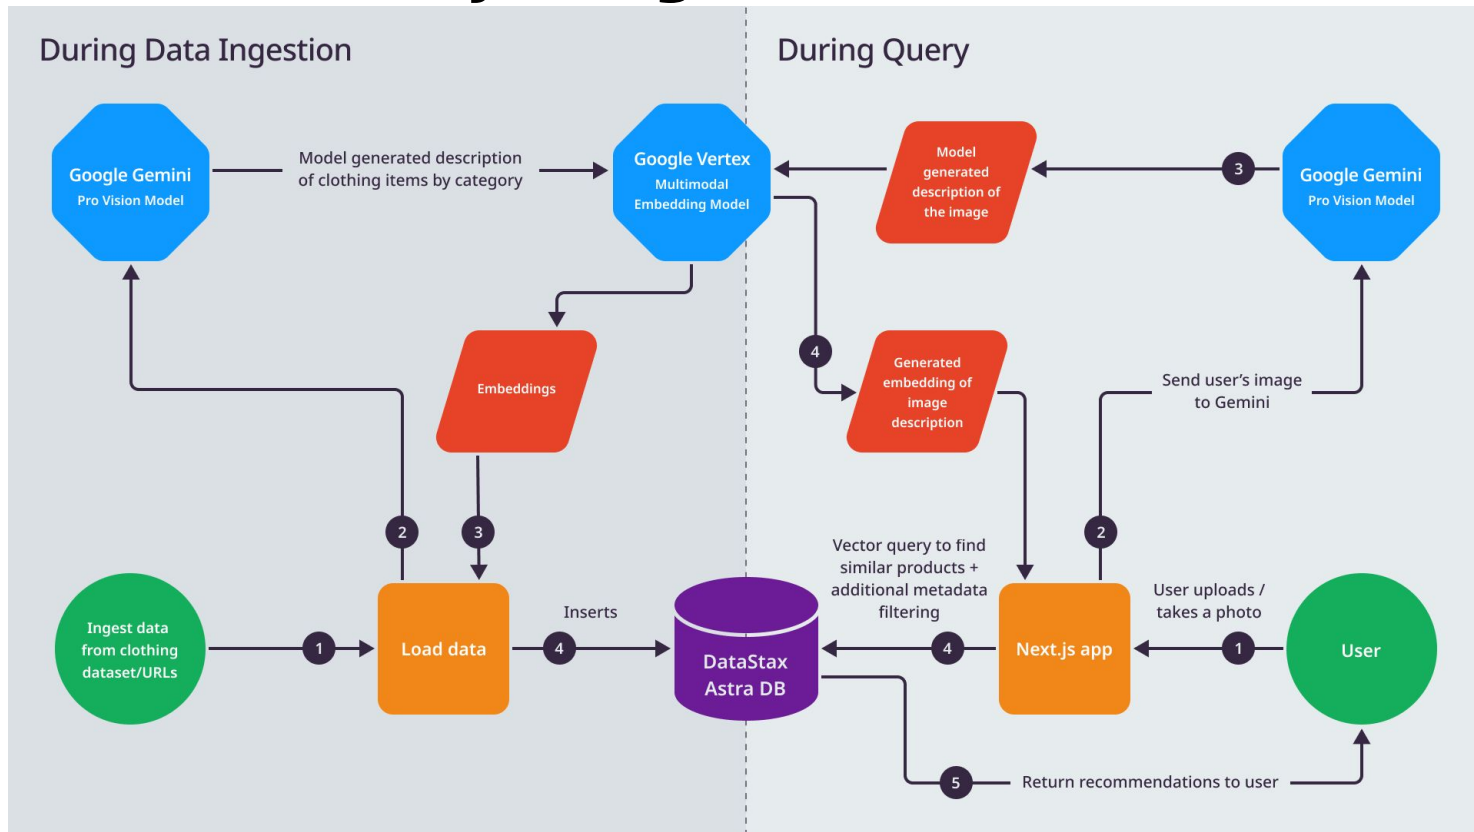 During Data Ingestion
During Query
Google Gemini
Pro Vision Model
Model generated description
of clothing items by category
Google Vertex
Multimodal
Embedding Model
Model
generated
description of
the image
3
Google Gemini
Pro Vision Model
Embeddings
4
Generated
embedding of
image
description
Send user's image
to Gemini
2
3
2
Ingest data
from clothing
dataset/URLs
1
Load data
Inserts
4
DataStax
Astra DB
Vector query to find
similar products +
additional metadata
filtering
4
Next.js app
User uploads /
takes a photo
1
User
5
Return recommendations to user